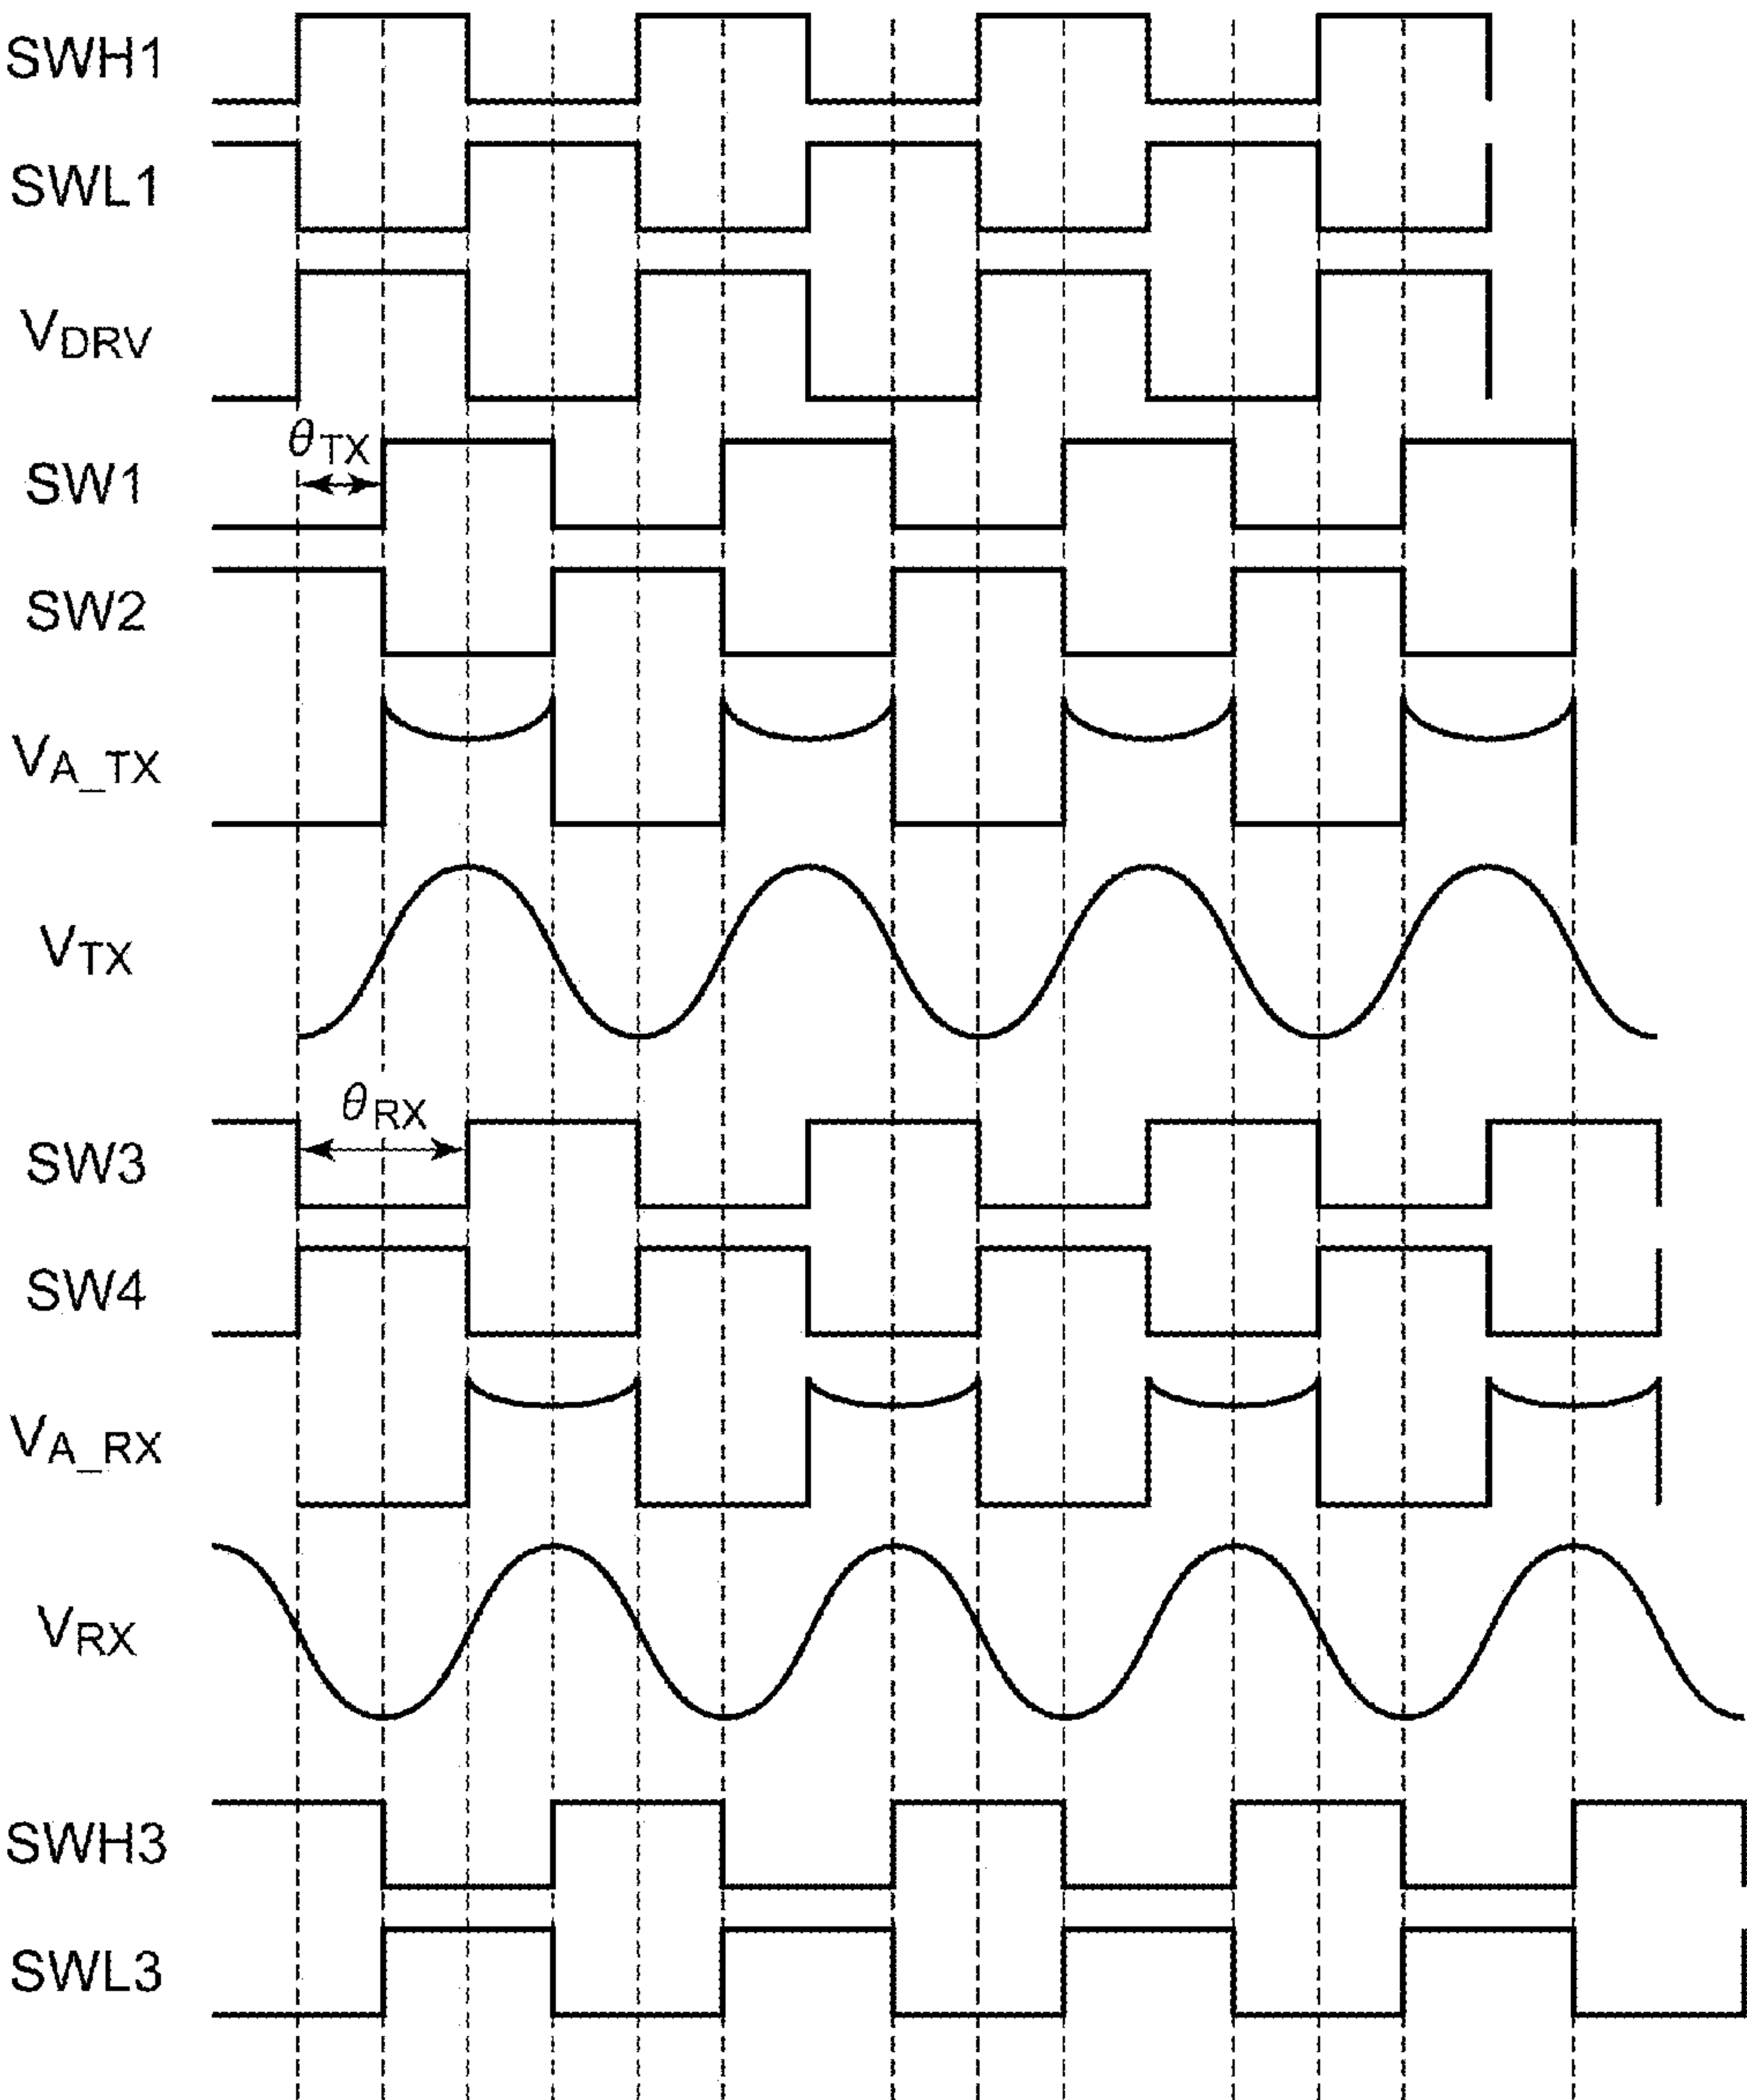 SWH1
SWL1
VDRV
θTX
SW1
SW2
VA_TX
VTX
θRX
SW3
SW4
VA_RX
VRX
SWH3
SWL3